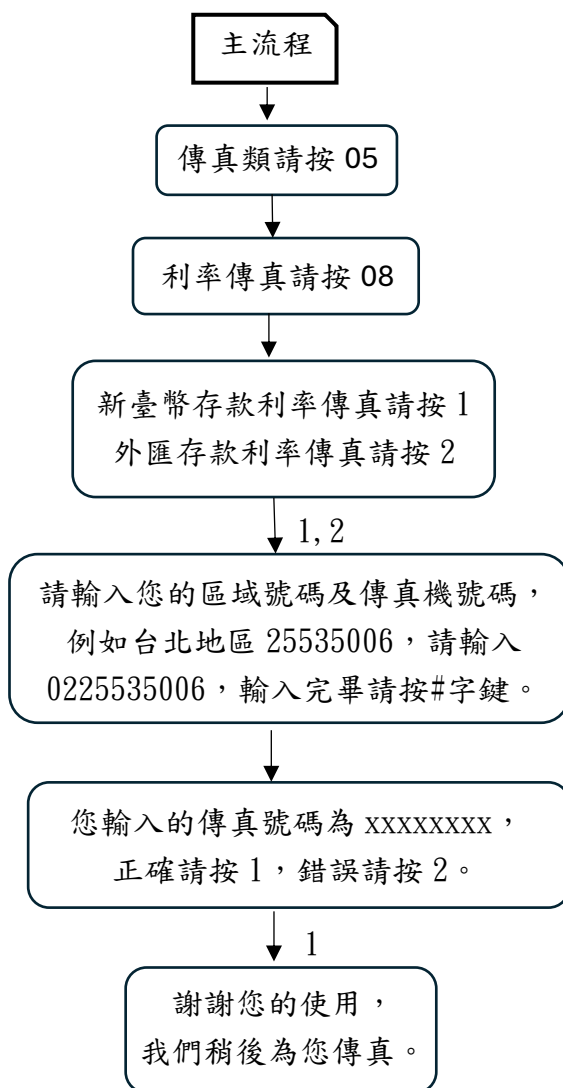 主流程
傳真類請按 05
利率傳真請按 08
新臺幣存款利率傳真請按 1
外匯存款利率傳真請按 2
1, 2
請輸入您的區域號碼及傳真機號碼，
例如台北地區 25535006，請輸入
0225535006，輸入完畢請按#字鍵。
您輸入的傳真號碼為 xxxxxxxx，
正確請按 1，錯誤請按 2。
1
謝謝您的使用，
我們稍後為您傳真。